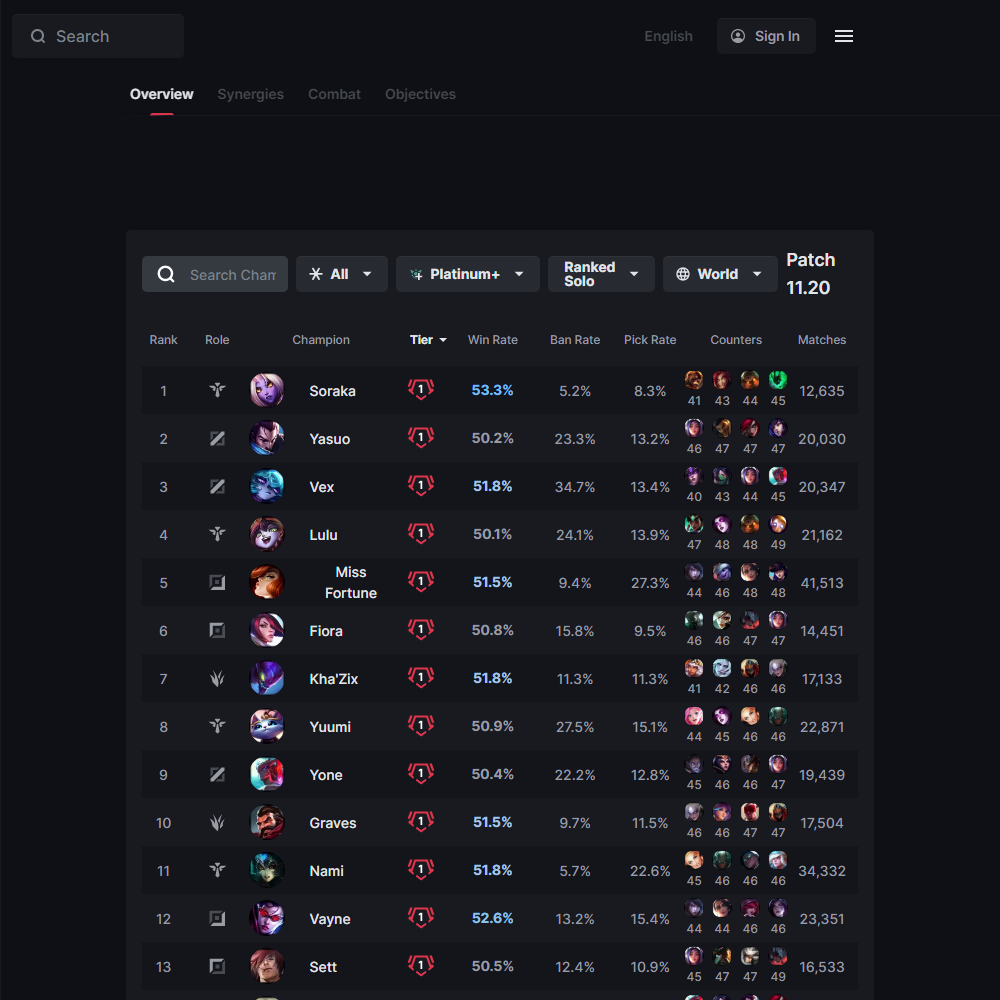 Search
English
Sign In
Overview Synergies Combat Objectives
Search Cham
All
Platinum+
Ranked
Solo
World
Patch
11.20
Rank Role Champion Tier Win Rate Ban Rate Pick Rate Counters Matches
1 Soraka 1 53.3% 5.2% 8.3% 41 43 44 45 12,635
2 Yasuo 1 50.2% 23.3% 13.2% 46 47 47 47 20,030
3 Vex 1 51.8% 34.7% 13.4% 40 43 44 45 20,347
4 Lulu 1 50.1% 24.1% 13.9% 47 48 48 49 21,162
5 Miss
Fortune 1 51.5% 9.4% 27.3% 44 46 48 48 41,513
6 Fiora 1 50.8% 15.8% 9.5% 46 46 46 47 14,451
7 Kha'Zix 1 51.8% 11.3% 11.3% 41 42 46 46 17,133
8 Yuumi 1 50.9% 27.5% 15.1% 44 45 46 46 22,871
9 Yone 1 50.4% 22.2% 12.8% 45 46 46 47 19,439
10 Graves 1 51.5% 9.7% 11.5% 46 46 47 47 17,504
11 Nami 1 51.8% 5.7% 22.6% 45 46 46 46 34,332
12 Vayne 1 52.6% 13.2% 15.4% 44 44 46 46 23,351
13 Sett 1 50.5% 12.4% 10.9% 45 47 47 49 16,533